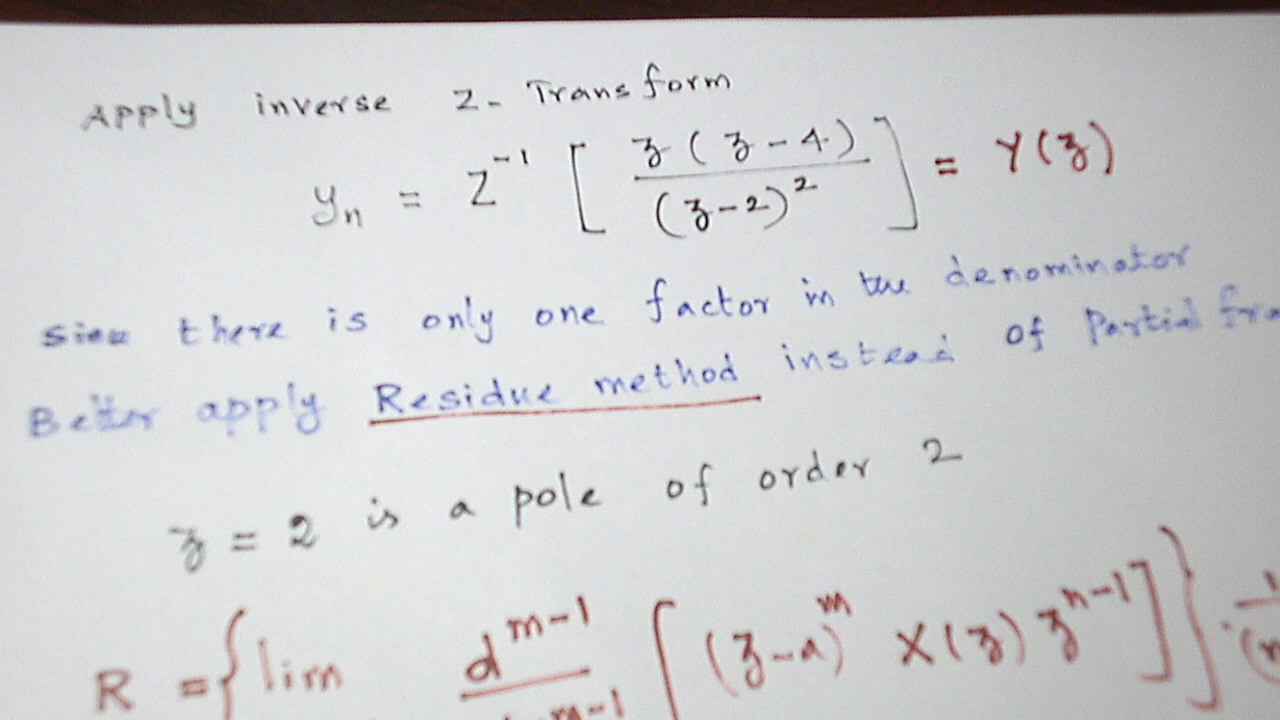 Apply inverse Z-Transform
yn = Z^-1 [ z(z-4) / (z-2)^2 ] = Y(z)
there is only one factor in the denominator
Better apply Residue method instead of Partial
z = 2 is a pole of order 2
R = { lim d^m-1 [ (z-a)^m X(z) z^n-1 ] } .